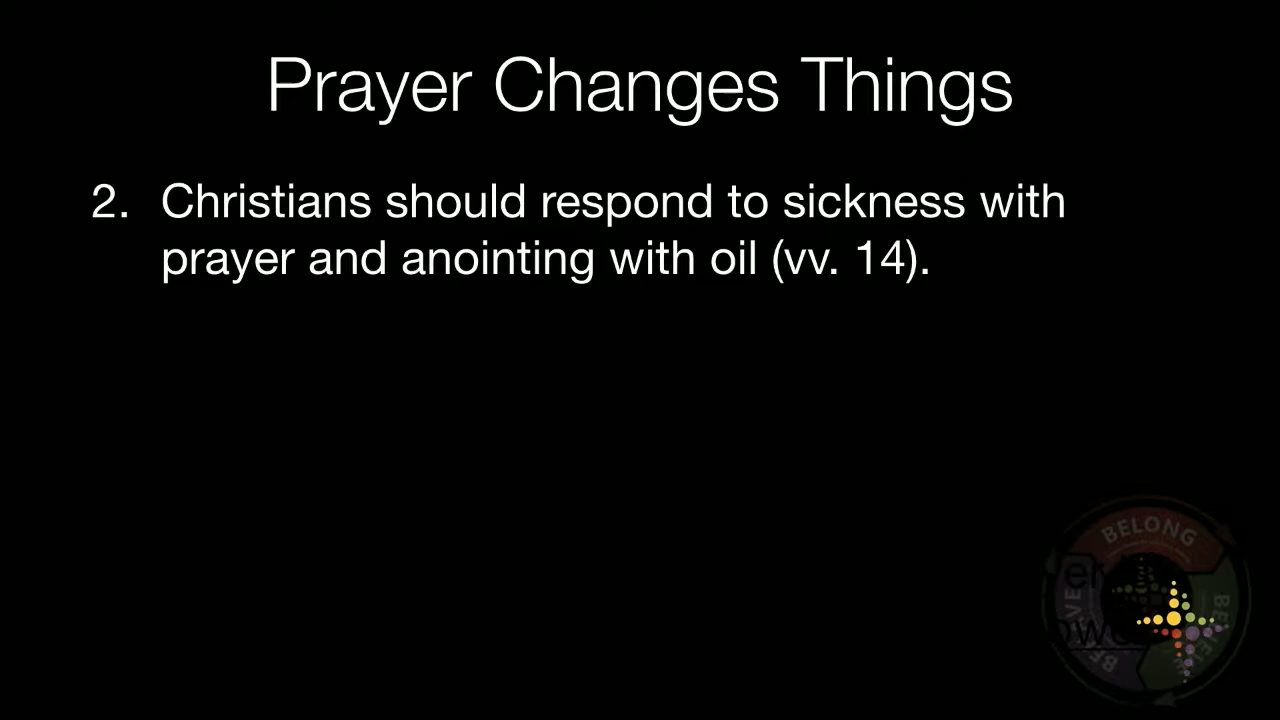 Prayer Changes Things
2. Christians should respond to sickness with
prayer and anointing with oil (vv. 14).
BELONG